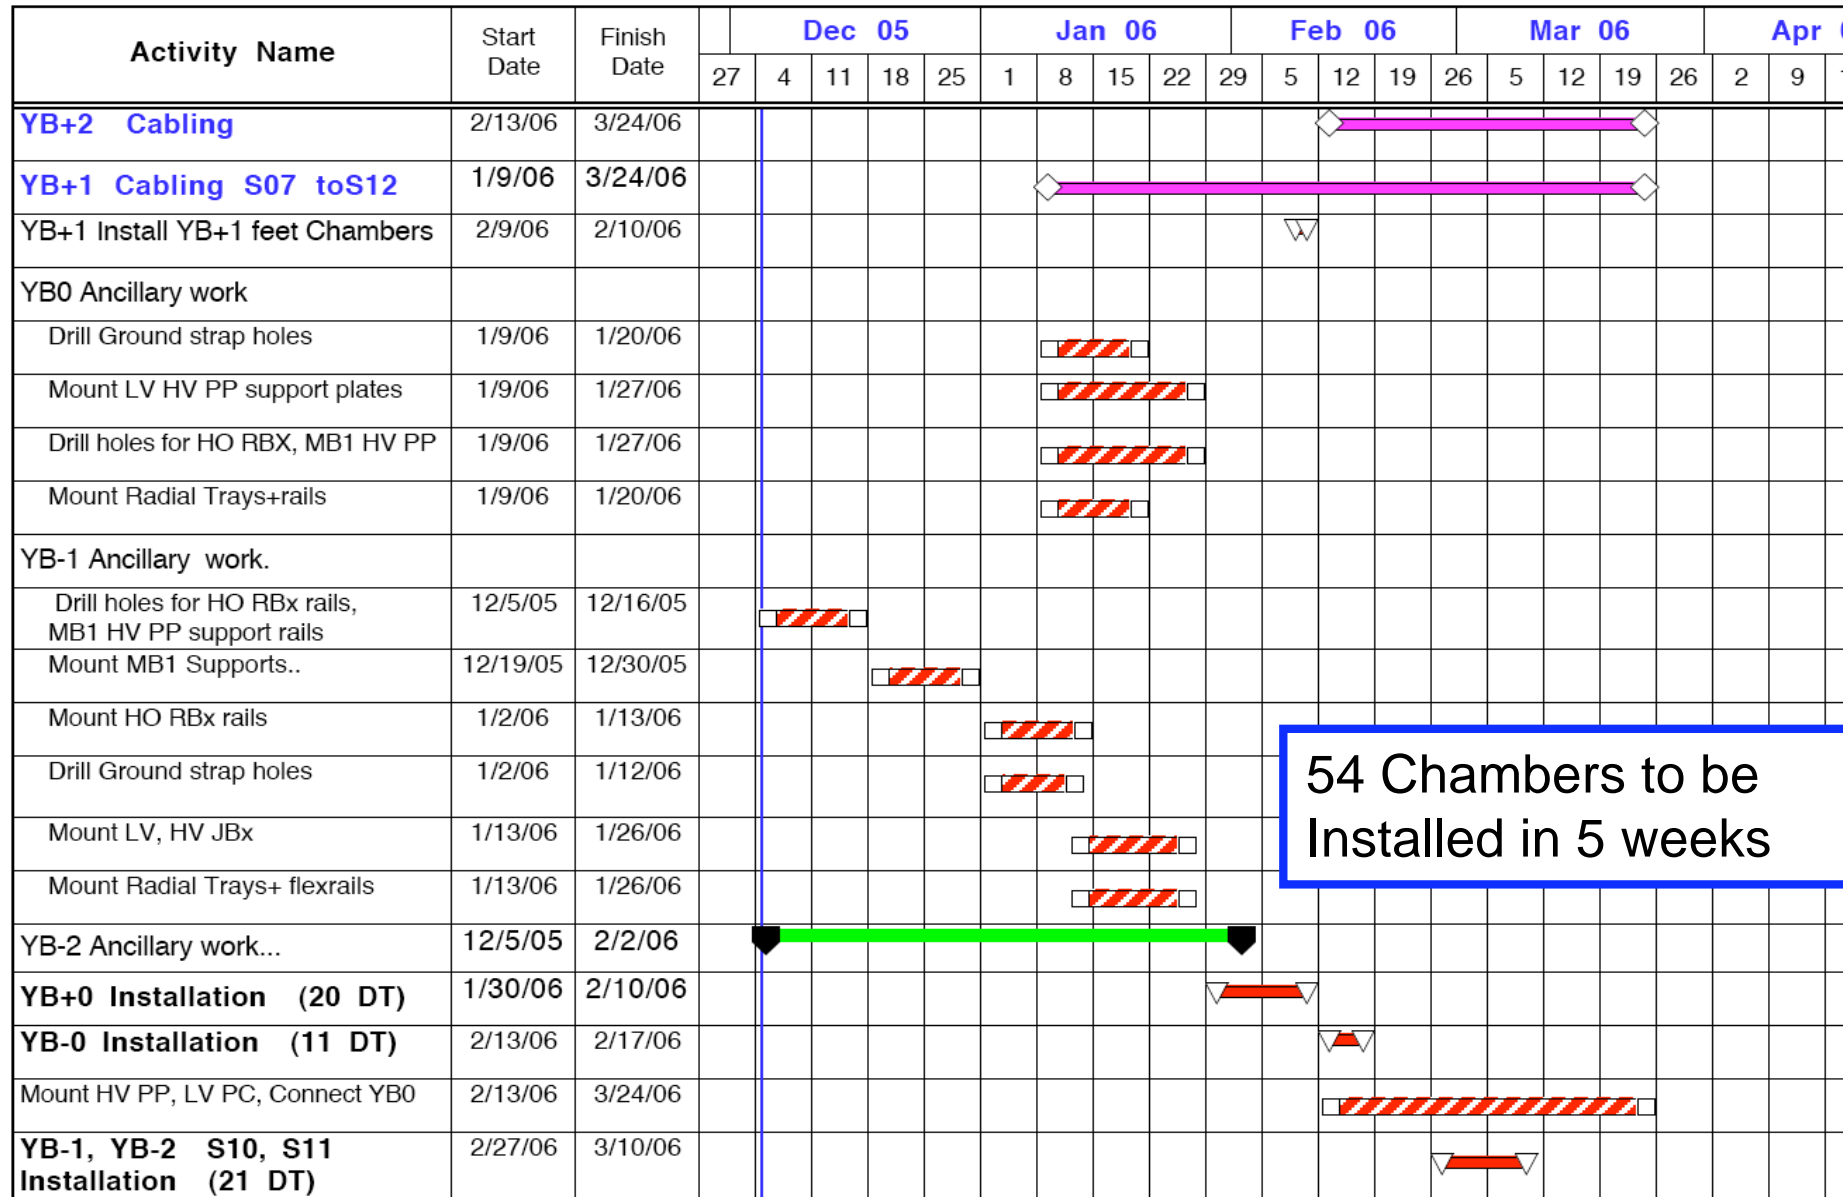 Activity Name Start Date Finish Date Dec 05 Jan 06 Feb 06 Mar 06 Apr
27 4 11 18 25 1 8 15 22 29 5 12 19 26 5 12 19 26 2 9
YB+2 Cabling 2/13/06 3/24/06
YB+1 Cabling S07 toS12 1/9/06 3/24/06
YB+1 Install YB+1 feet Chambers 2/9/06 2/10/06
YB0 Ancillary work
Drill Ground strap holes 1/9/06 1/20/06
Mount LV HV PP support plates 1/9/06 1/27/06
Drill holes for HO RBX, MB1 HV PP 1/9/06 1/27/06
Mount Radial Trays+rails 1/9/06 1/20/06
YB-1 Ancillary work.
Drill holes for HO RBx rails, 12/5/05 12/16/05
MB1 HV PP support rails
Mount MB1 Supports.. 12/19/05 12/30/05
Mount HO RBx rails 1/2/06 1/13/06
Drill Ground strap holes 1/2/06 1/12/06
54 Chambers to be
Installed in 5 weeks
Mount LV, HV JBx 1/13/06 1/26/06
Mount Radial Trays+ flexrails 1/13/06 1/26/06
YB-2 Ancillary work... 12/5/05 2/2/06
YB+0 Installation (20 DT) 1/30/06 2/10/06
YB-0 Installation (11 DT) 2/13/06 2/17/06
Mount HV PP, LV PC, Connect YB0 2/13/06 3/24/06
YB-1, YB-2 S10, S11 2/27/06 3/10/06
Installation (21 DT)